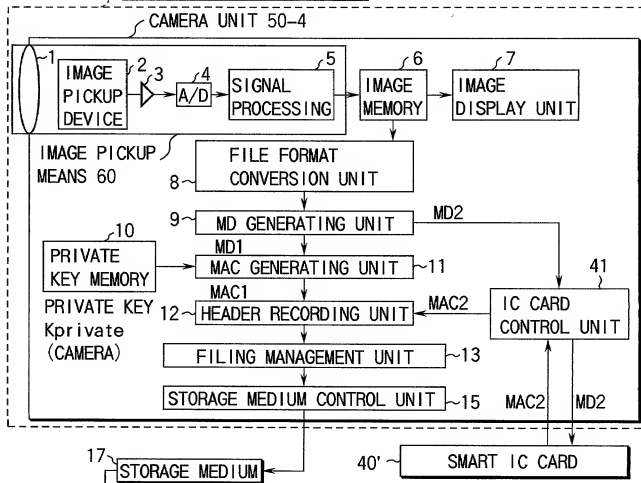 CAMERA UNIT 50-4
1
2
3
4
5
6
7
IMAGE
PICKUP
DEVICE
A/D
SIGNAL
PROCESSING
IMAGE
MEMORY
IMAGE
DISPLAY UNIT
IMAGE PICKUP
MEANS 60
8
FILE FORMAT
CONVERSION UNIT
9
MD GENERATING UNIT
MD2
10
PRIVATE
KEY MEMORY
MD1
MAC GENERATING UNIT
11
41
PRIVATE KEY
Kprivate
(CAMERA)
MAC1
12
HEADER RECORDING UNIT
MAC2
IC CARD
CONTROL UNIT
FILING MANAGEMENT UNIT
13
STORAGE MEDIUM CONTROL UNIT
15
MAC2
MD2
17
STORAGE MEDIUM
40'
SMART IC CARD